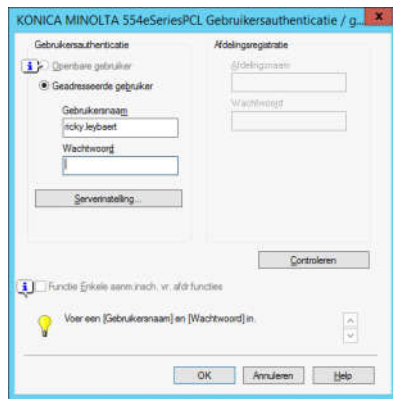 KONICA MINOLTA 554eSeriesPCL Gebruikersauthenticatie / g...
Gebruikersauthenticatie
Openbare gebruiker
Geadresseerde gebruiker
Gebruikersnaam
ricky.leybaert
Wachtwoord
Serverinstelling...
Afdelingsregistratie
Afdelingsnaam
Wachtwoord
Controleren
Functie Enkele aanm.insch. vr. afdr.functies
Voer een [Gebruikersnaam] en [Wachtwoord] in.
OK
Annuleren
Help